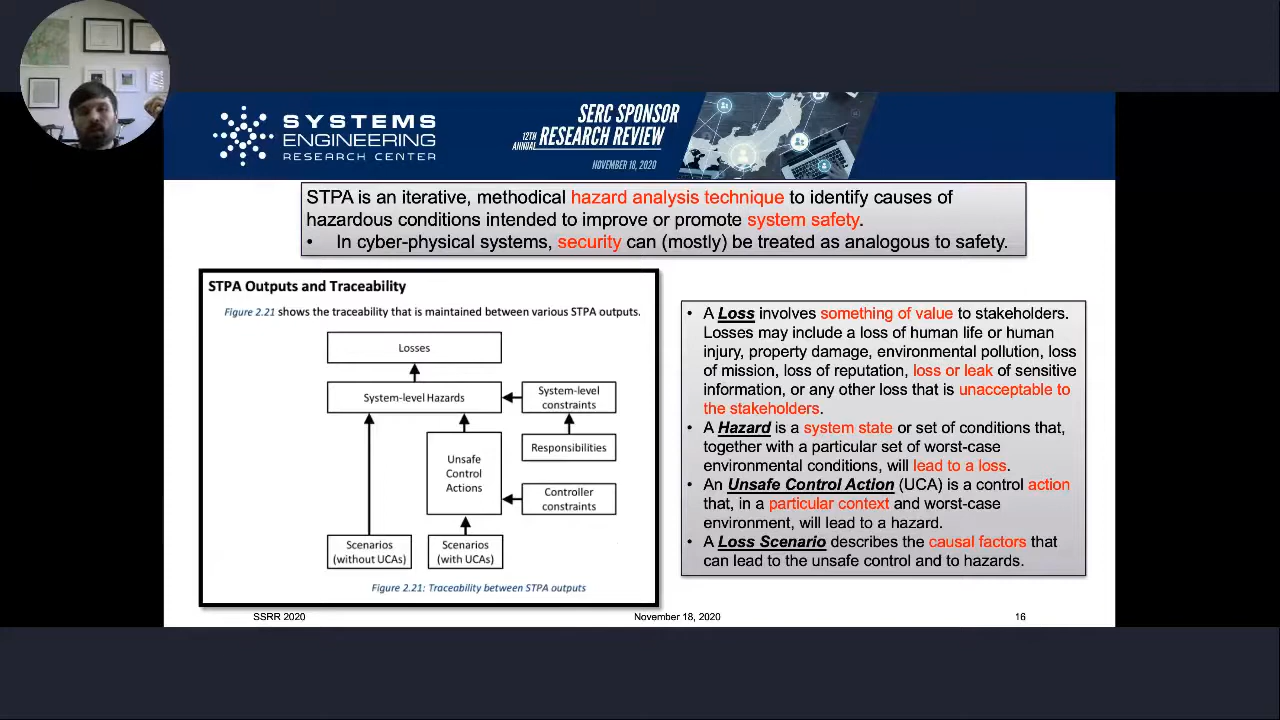 SYSTEMS
ENGINEERING
RESEARCH CENTER
SERC SPONSOR
12TH ANNUAL RESEARCH REVIEW
NOVEMBER 18, 2020
STPA is an iterative, methodical hazard analysis technique to identify causes of
hazardous conditions intended to improve or promote system safety.
• In cyber-physical systems, security can (mostly) be treated as analogous to safety.
STPA Outputs and Traceability
Figure 2.21 shows the traceability that is maintained between various STPA outputs.
Losses
System-level Hazards
System-level
constraints
Responsibilities
Unsafe
Control
Actions
Controller
constraints
Scenarios
(without UCAs)
Scenarios
(with UCAs)
Figure 2.21: Traceability between STPA outputs
• A Loss involves something of value to stakeholders.
Losses may include a loss of human life or human
injury, property damage, environmental pollution, loss
of mission, loss of reputation, loss or leak of sensitive
information, or any other loss that is unacceptable to
the stakeholders.
• A Hazard is a system state or set of conditions that,
together with a particular set of worst-case
environmental conditions, will lead to a loss.
• An Unsafe Control Action (UCA) is a control action
that, in a particular context and worst-case
environment, will lead to a hazard.
• A Loss Scenario describes the causal factors that
can lead to the unsafe control and to hazards.
SSRR 2020
November 18, 2020
16